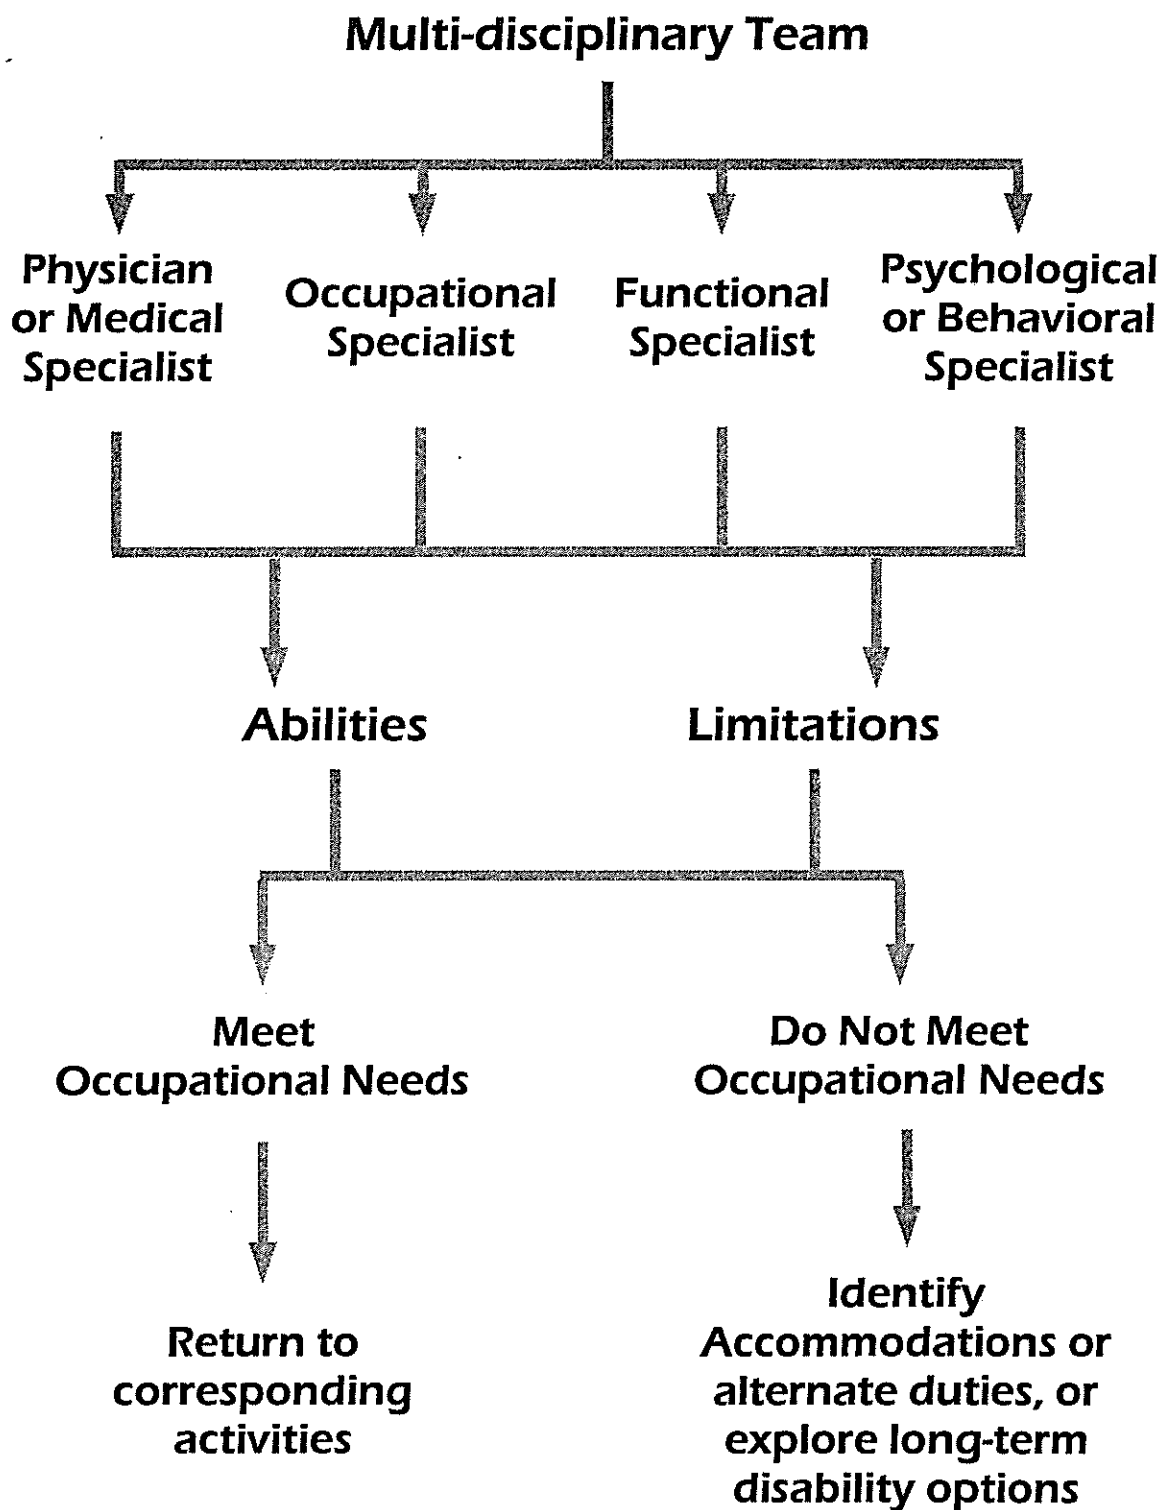 Multi-disciplinary Team
Physician
or Medical
Specialist
Occupational
Specialist
Functional
Specialist
Psychological
or Behavioral
Specialist
Abilities
Limitations
Meet
Occupational Needs
Do Not Meet
Occupational Needs
Return to
corresponding
activities
Identify
Accommodations or
alternate duties, or
explore long-term
disability options